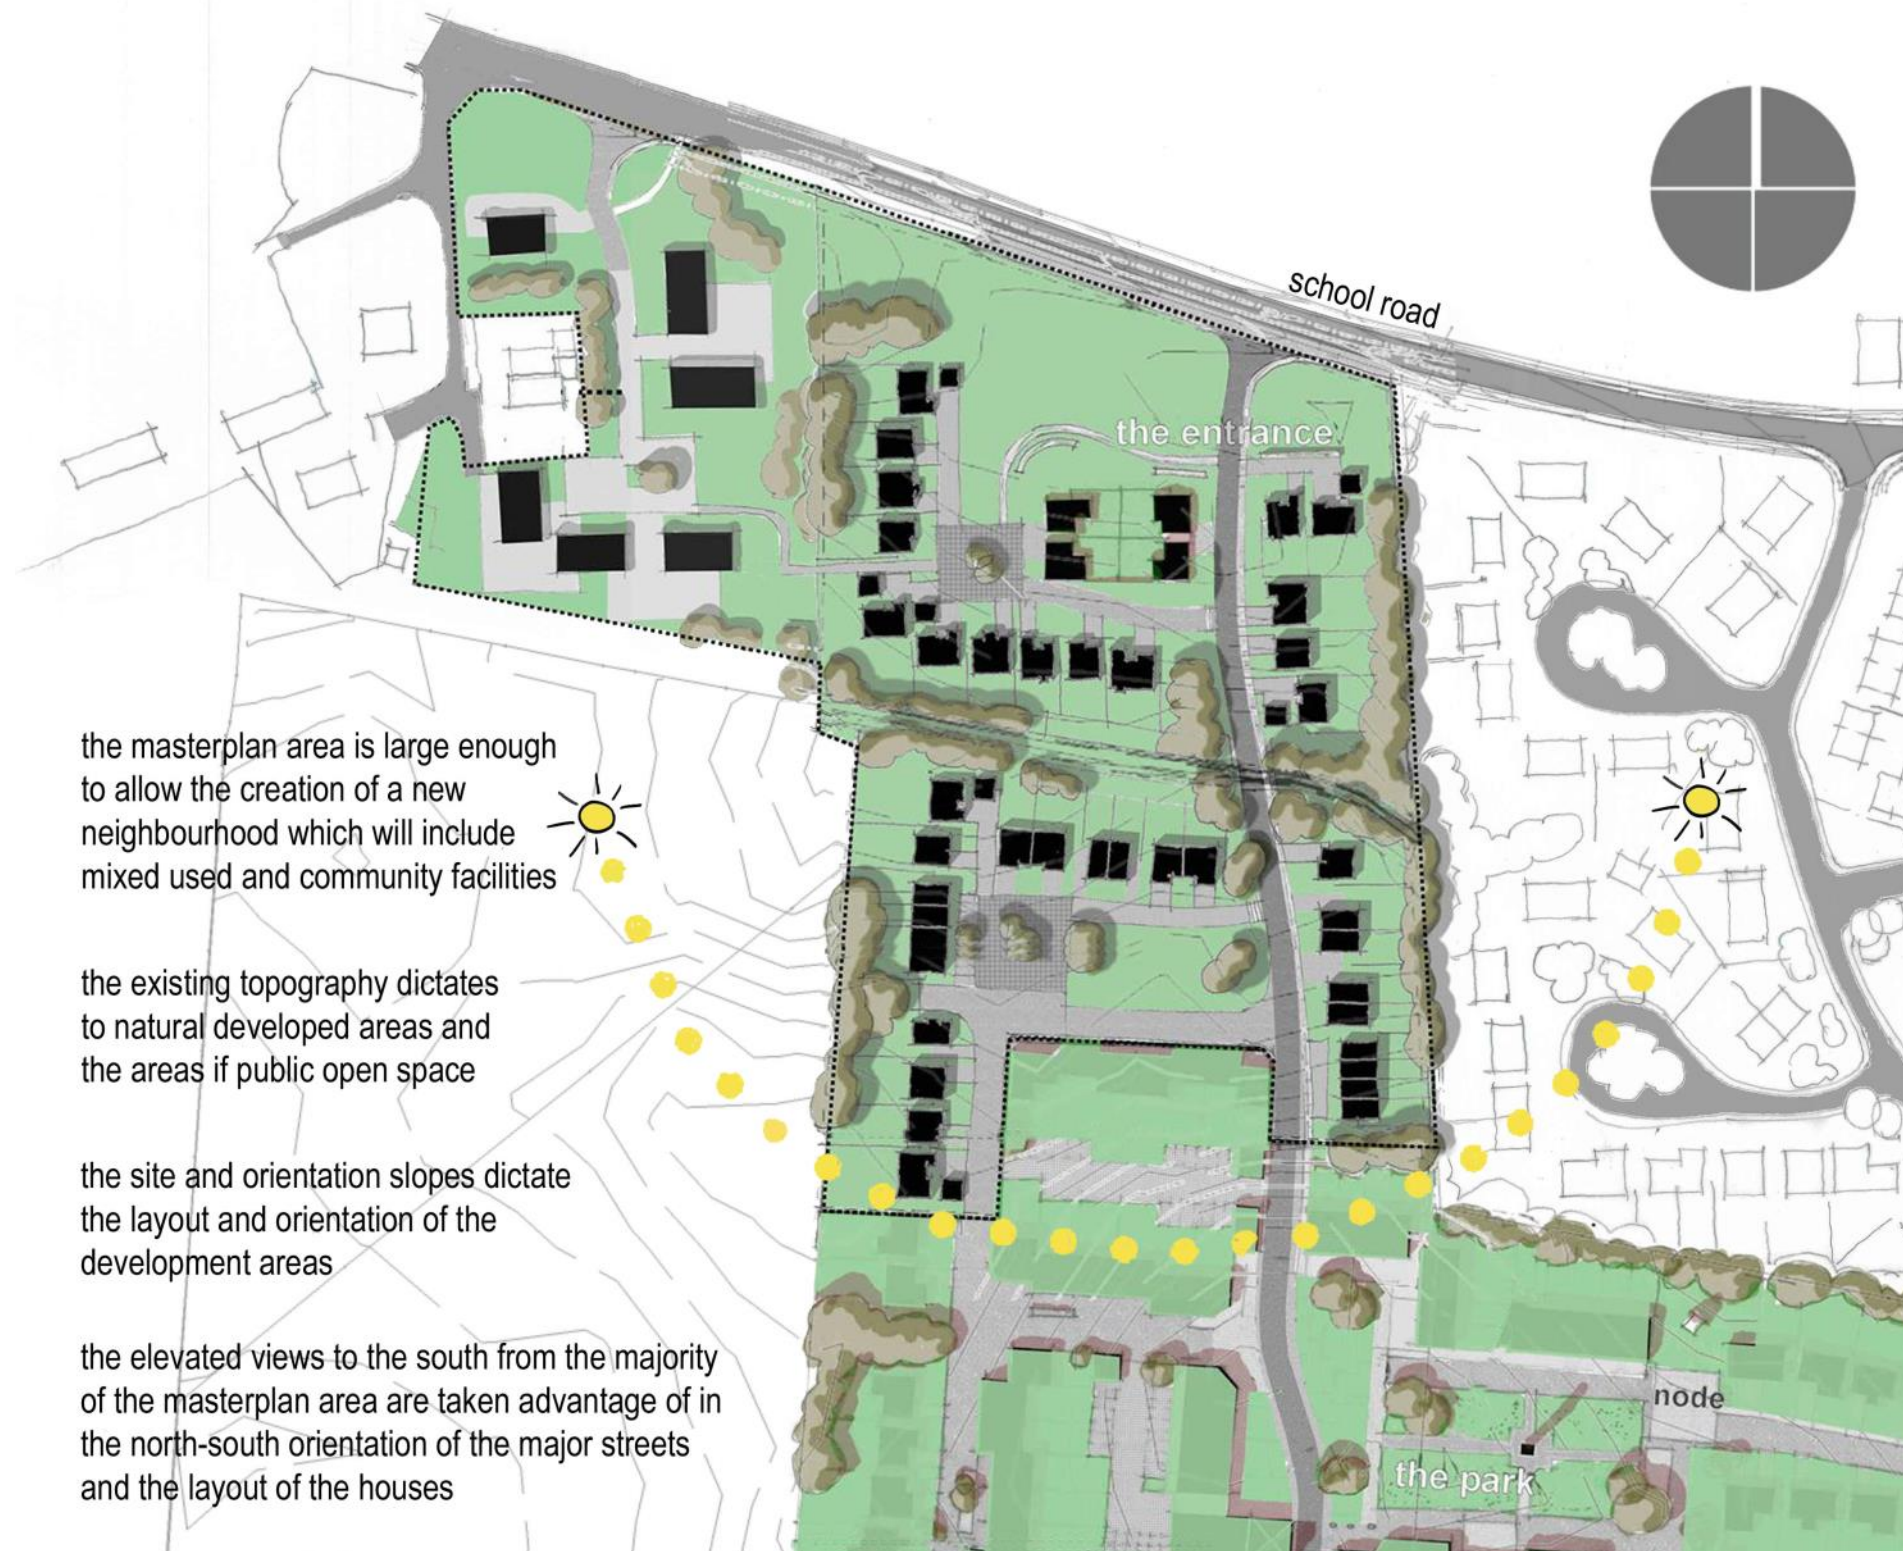 school road
the entrance
the masterplan area is large enough
to allow the creation of a new
neighbourhood which will include
mixed used and community facilities
the existing topography dictates
to natural developed areas and
the areas if public open space
the site and orientation slopes dictate
the layout and orientation of the
development areas
the elevated views to the south from the majority
of the masterplan area are taken advantage of in
the north-south orientation of the major streets
and the layout of the houses
node
the park